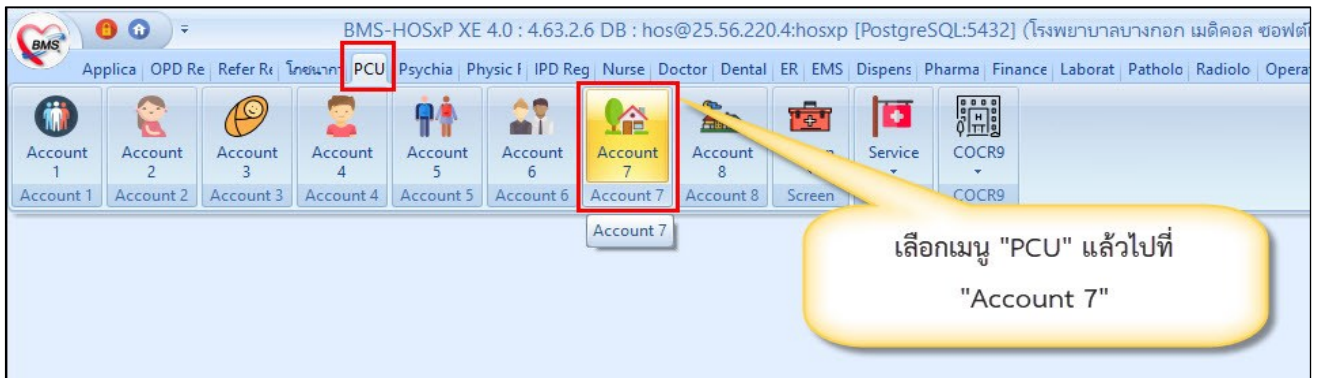 BMS
BMS-HOSxP XE 4.0 : 4.63.2.6 DB : hos@25.56.220.4:hosxp [PostgreSQL:5432] (โรงพยาบาลบางกอก เมดิคอล ซอฟต์
Applica OPD Re Refer Re โภชนากา PCU Psychia Physic IPD Reg Nurse Doctor Dental ER EMS Dispens Pharma Finance Laborat Patholo Radiolo Opera
Account 1 Account 2 Account 3 Account 4 Account 5 Account 6 Account 7 Account 8 Service COCR9
Account 1 Account 2 Account 3 Account 4 Account 5 Account 6 Account 7 Account 8 Screen COCR9
Account 7
เลือกเมนู "PCU" แล้วไปที่
"Account 7"